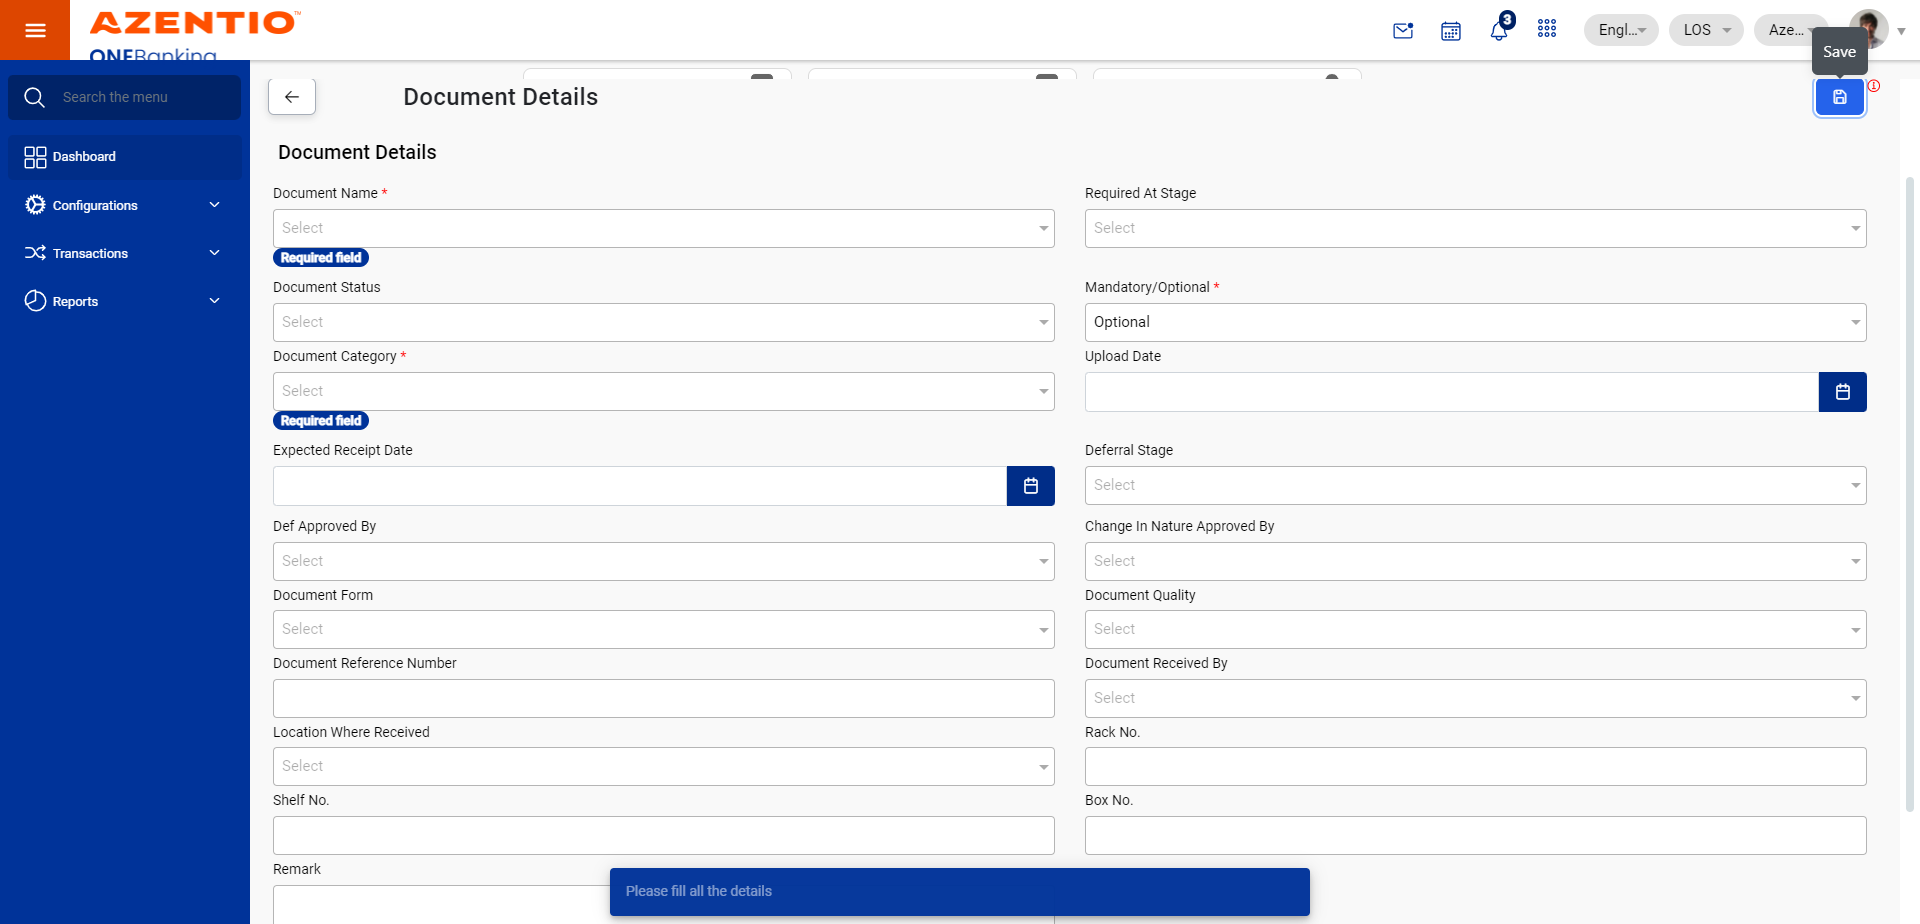 AZENTIO™
ONEBanking
3
Engl...
LOS
Aze...
Save
Search the menu
Dashboard
Configurations
Transactions
Reports
Document Details
Document Details
Document Name *
Select
Required field
Required At Stage
Select
Document Status
Select
Mandatory/Optional *
Optional
Document Category *
Select
Required field
Upload Date
Expected Receipt Date
Deferral Stage
Select
Def Approved By
Select
Change In Nature Approved By
Select
Document Form
Select
Document Quality
Select
Document Reference Number
Document Received By
Select
Location Where Received
Select
Rack No.
Shelf No.
Box No.
Remark
Please fill all the details